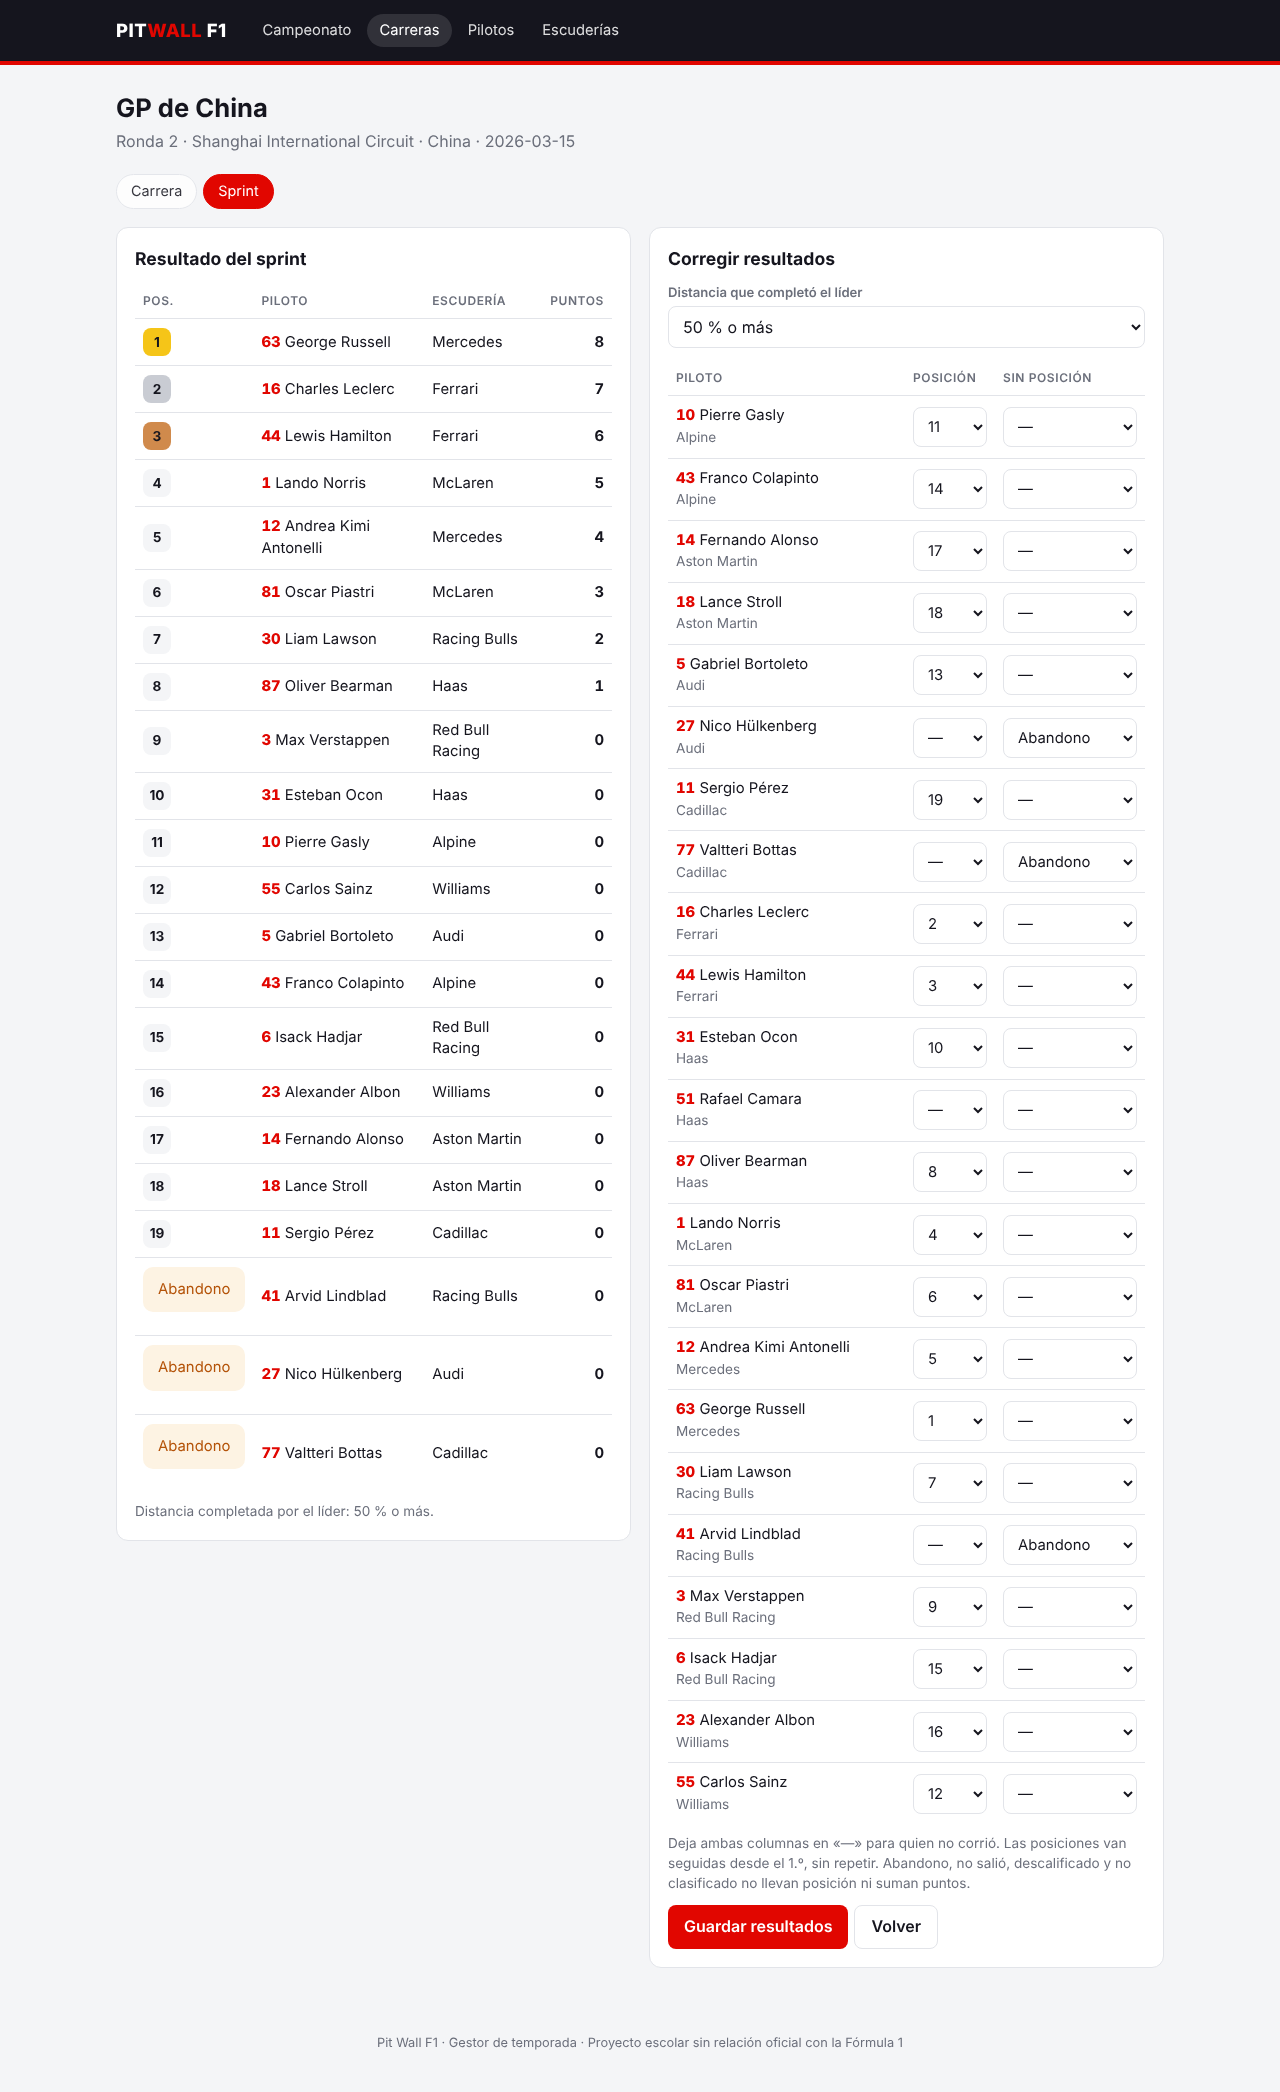 PITWALL F1 Campeonato Carreras Pilotos Escuderías
GP de China
Ronda 2 · Shanghai International Circuit · China · 2026-03-15
Carrera Sprint
Resultado del sprint
POS. PILOTO ESCUDERÍA PUNTOS
1 63 George Russell Mercedes 8
2 16 Charles Leclerc Ferrari 7
3 44 Lewis Hamilton Ferrari 6
4 1 Lando Norris McLaren 5
5 12 Andrea Kimi
Antonelli Mercedes 4
6 81 Oscar Piastri McLaren 3
7 30 Liam Lawson Racing Bulls 2
8 87 Oliver Bearman Haas 1
9 3 Max Verstappen Red Bull
Racing 0
10 31 Esteban Ocon Haas 0
11 10 Pierre Gasly Alpine 0
12 55 Carlos Sainz Williams 0
13 5 Gabriel Bortoleto Audi 0
14 43 Franco Colapinto Alpine 0
15 6 Isack Hadjar Red Bull
Racing 0
16 23 Alexander Albon Williams 0
17 14 Fernando Alonso Aston Martin 0
18 18 Lance Stroll Aston Martin 0
19 11 Sergio Pérez Cadillac 0
Abandono 41 Arvid Lindblad Racing Bulls 0
Abandono 27 Nico Hülkenberg Audi 0
Abandono 77 Valtteri Bottas Cadillac 0
Distancia completada por el líder: 50 % o más.
Corregir resultados
Distancia que completó el líder
50 % o más
PILOTO POSICIÓN SIN POSICIÓN
10 Pierre Gasly 11 —
Alpine
43 Franco Colapinto 14 —
Alpine
14 Fernando Alonso 17 —
Aston Martin
18 Lance Stroll 18 —
Aston Martin
5 Gabriel Bortoleto 13 —
Audi
27 Nico Hülkenberg — Abandono
Audi
11 Sergio Pérez 19 —
Cadillac
77 Valtteri Bottas — Abandono
Cadillac
16 Charles Leclerc 2 —
Ferrari
44 Lewis Hamilton 3 —
Ferrari
31 Esteban Ocon 10 —
Haas
51 Rafael Camara — —
Haas
87 Oliver Bearman 8 —
Haas
1 Lando Norris 4 —
McLaren
81 Oscar Piastri 6 —
McLaren
12 Andrea Kimi Antonelli 5 —
Mercedes
63 George Russell 1 —
Mercedes
30 Liam Lawson 7 —
Racing Bulls
41 Arvid Lindblad — Abandono
Racing Bulls
3 Max Verstappen 9 —
Red Bull Racing
6 Isack Hadjar 15 —
Red Bull Racing
23 Alexander Albon 16 —
Williams
55 Carlos Sainz 12 —
Williams
Deja ambas columnas en «—» para quien no corrió. Las posiciones van
seguidas desde el 1.º, sin repetir. Abandono, no salió, descalificado y no
clasificado no llevan posición ni suman puntos.
Guardar resultados Volver
Pit Wall F1 · Gestor de temporada · Proyecto escolar sin relación oficial con la Fórmula 1